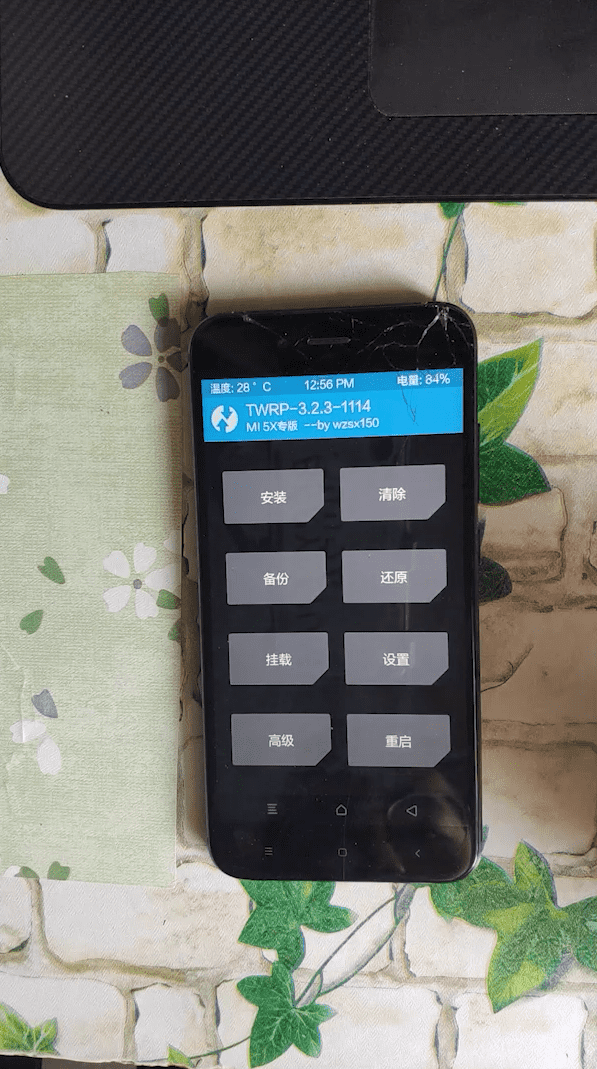 温度: 28 ° C 12:56 PM 电量: 84%
TWRP-3.2.3-1114
MI 5X专版 --by wzsx150
安装 清除
备份 还原
挂载 设置
高级 重启